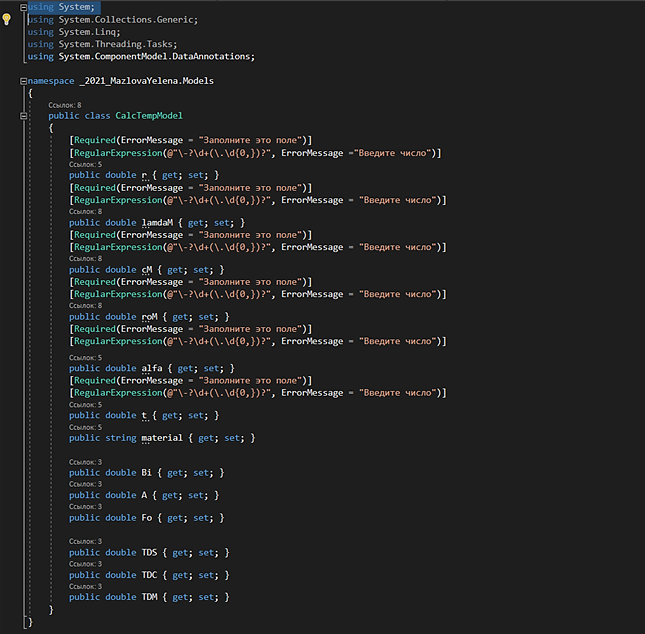 using System;
using System.Collections.Generic;
using System.Linq;
using System.Threading.Tasks;
using System.ComponentModel.DataAnnotations;
namespace _2021_MazlovaYelena.Models
{
Ссылок: 8
public class CalcTempModel
{
[Required(ErrorMessage = "Заполните это поле")]
[RegularExpression(@"\-?\d+(\.\d{0,})?", ErrorMessage ="Введите число")]
Ссылок: 5
public double r { get; set; }
[Required(ErrorMessage = "Заполните это поле")]
[RegularExpression(@"\-?\d+(\.\d{0,})?", ErrorMessage = "Введите число")]
Ссылок: 8
public double lamdaM { get; set; }
[Required(ErrorMessage = "Заполните это поле")]
[RegularExpression(@"\-?\d+(\.\d{0,})?", ErrorMessage = "Введите число")]
Ссылок: 8
public double cM { get; set; }
[Required(ErrorMessage = "Заполните это поле")]
[RegularExpression(@"\-?\d+(\.\d{0,})?", ErrorMessage = "Введите число")]
Ссылок: 8
public double roM { get; set; }
[Required(ErrorMessage = "Заполните это поле")]
[RegularExpression(@"\-?\d+(\.\d{0,})?", ErrorMessage = "Введите число")]
Ссылок: 5
public double alfa { get; set; }
[Required(ErrorMessage = "Заполните это поле")]
[RegularExpression(@"\-?\d+(\.\d{0,})?", ErrorMessage = "Введите число")]
Ссылок: 5
public double t { get; set; }
Ссылок: 5
public string material { get; set; }
Ссылок: 3
public double Bi { get; set; }
Ссылок: 3
public double A { get; set; }
Ссылок: 3
public double Fo { get; set; }
Ссылок: 3
public double TDS { get; set; }
Ссылок: 3
public double TDC { get; set; }
Ссылок: 3
public double TDM { get; set; }
}
}